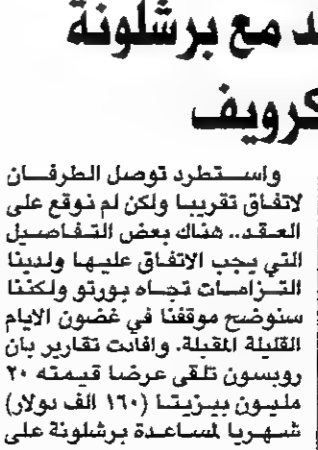 ـد مع برشلونة
كرويف
واستطرد توصل الطرفان
لاتفاق تقريبا ولكن لم نوقع على
العقد.. هناك بعض التفاصيل
التي يجب الاتفاق عليها ولدينا
التزامات تجاه بورتو ولكننا
سنوضح موقفنا في غضون الايام
القليلة المقبلة. وافادت تقارير بان
روبسون تلقى عرضا قيمته ٢٠
مليون بيزيتا (١٦٠ الف دولار)
شهريا لمساعدة برشلونة على